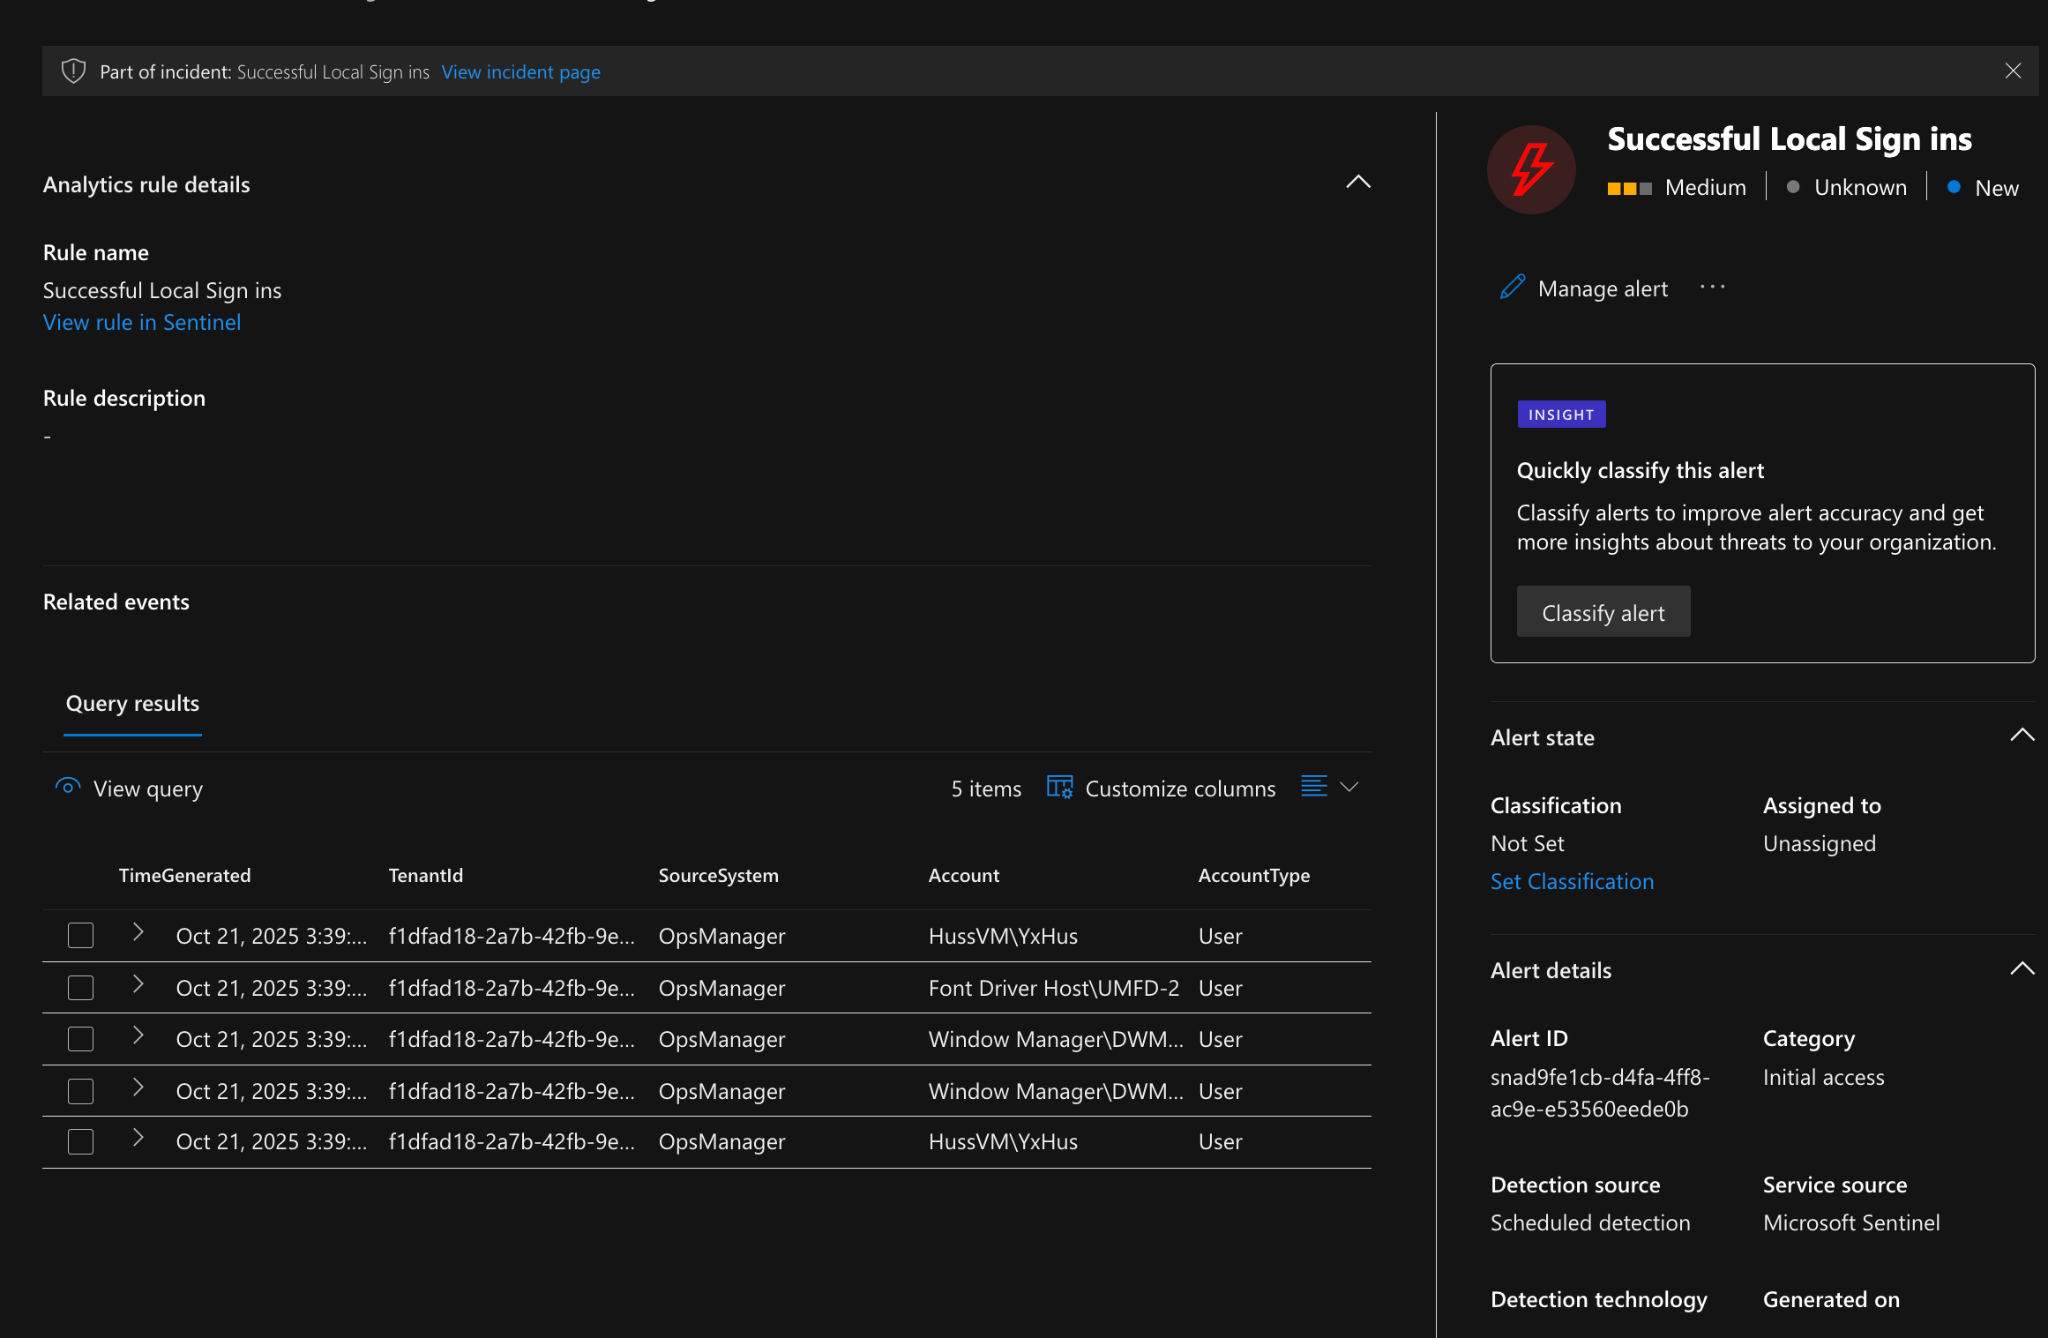 Part of incident: Successful Local Sign ins View incident page
Analytics rule details
Rule name
Successful Local Sign ins
View rule in Sentinel
Rule description
-
Related events
Query results
View query
5 items
Customize columns
TimeGenerated TenantId SourceSystem Account AccountType
Oct 21, 2025 3:39:... f1dfad18-2a7b-42fb-9e... OpsManager HussVM\YxHus User
Oct 21, 2025 3:39:... f1dfad18-2a7b-42fb-9e... OpsManager Font Driver Host\UMFD-2 User
Oct 21, 2025 3:39:... f1dfad18-2a7b-42fb-9e... OpsManager Window Manager\DWM... User
Oct 21, 2025 3:39:... f1dfad18-2a7b-42fb-9e... OpsManager Window Manager\DWM... User
Oct 21, 2025 3:39:... f1dfad18-2a7b-42fb-9e... OpsManager HussVM\YxHus User
Successful Local Sign ins
Medium Unknown New
Manage alert ...
INSIGHT
Quickly classify this alert
Classify alerts to improve alert accuracy and get
more insights about threats to your organization.
Classify alert
Alert state
Classification Assigned to
Not Set Unassigned
Set Classification
Alert details
Alert ID Category
snad9fe1cb-d4fa-4ff8- Initial access
ac9e-e53560eede0b
Detection source Service source
Scheduled detection Microsoft Sentinel
Detection technology Generated on